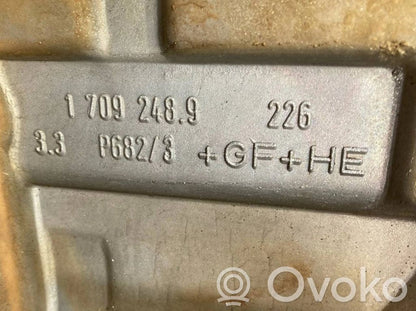 1 709 248.9 226
3.3 P682/3 +GF+HE
Ovoko